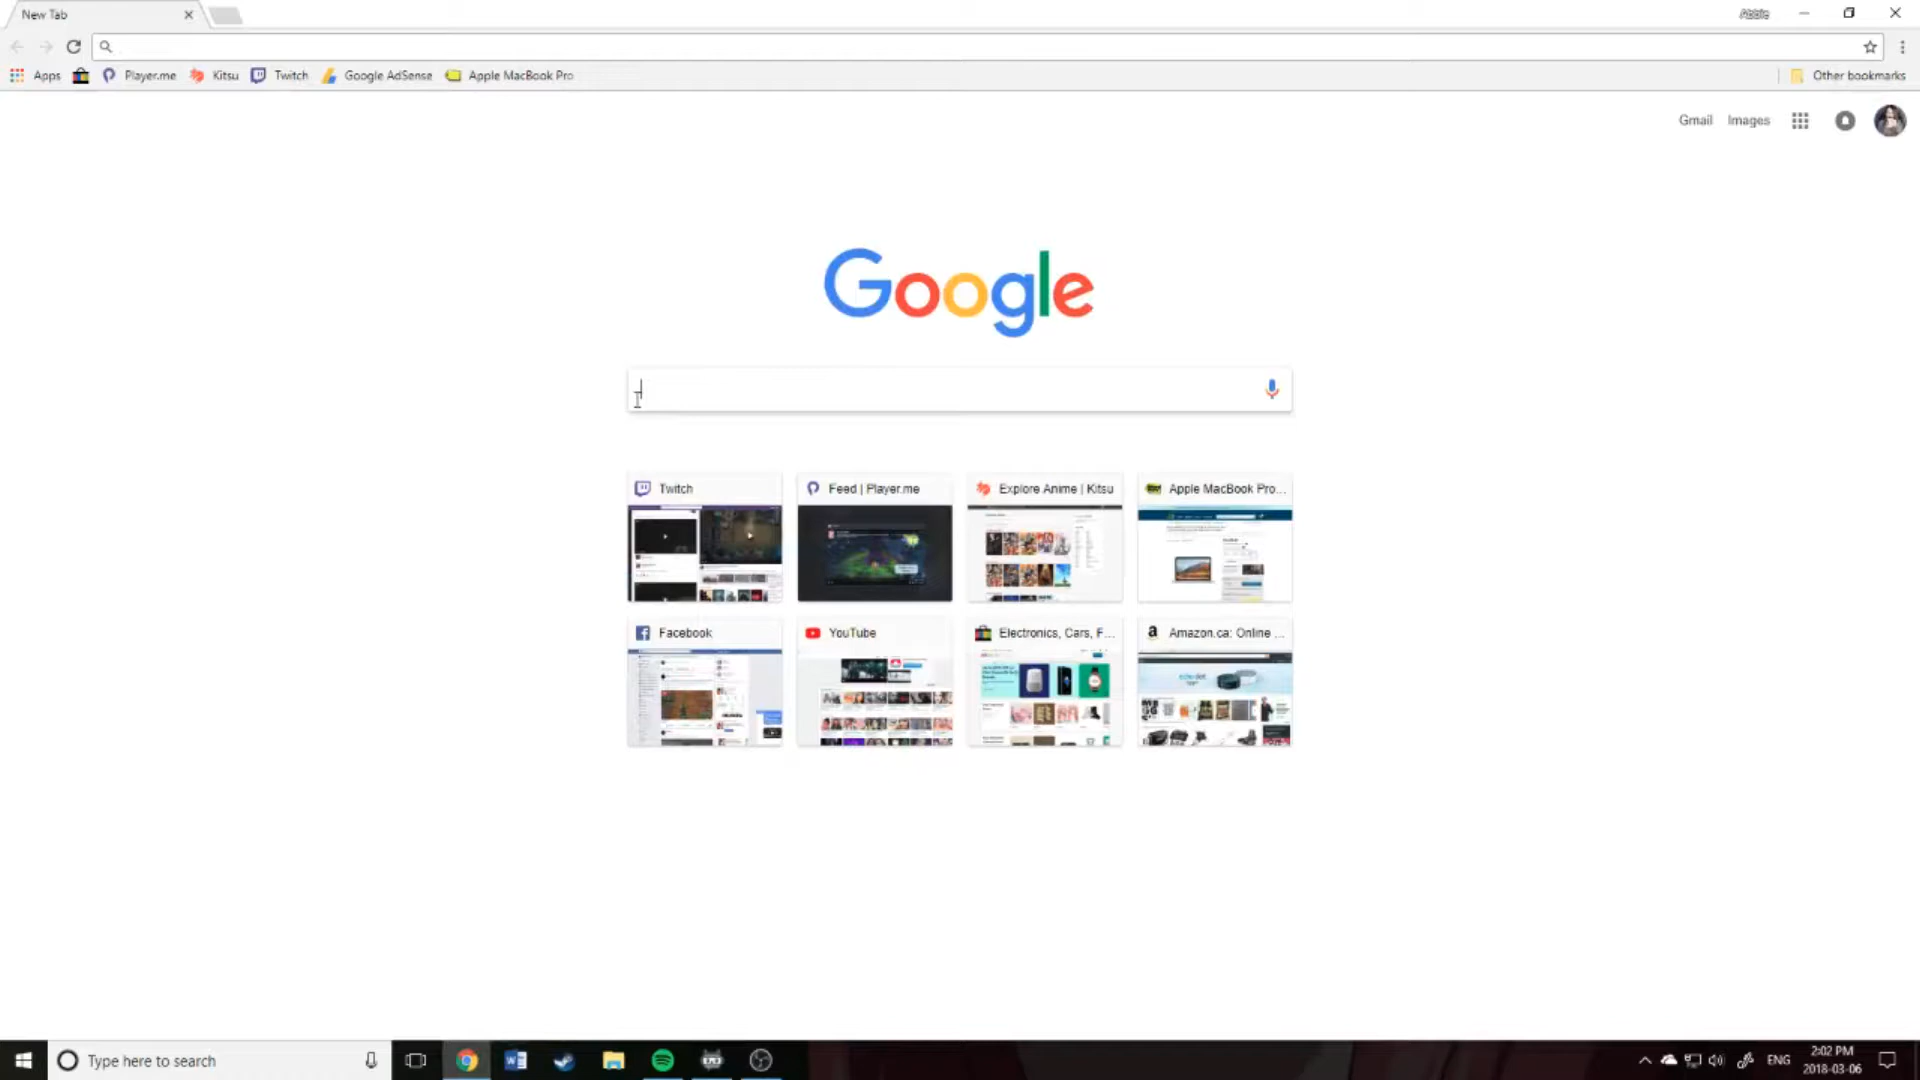 New Tab
Abbie
Apps
Player.me
Kitsu
Twitch
Google AdSense
Apple MacBook Pro
Other bookmarks
Gmail
Images
Google
Twitch
Feed | Player.me
Explore Anime | Kitsu
Apple MacBook Pro...
Facebook
YouTube
Electronics, Cars, F...
Amazon.ca: Online ...
Type here to search
ENG
2:02 PM
2018-03-06